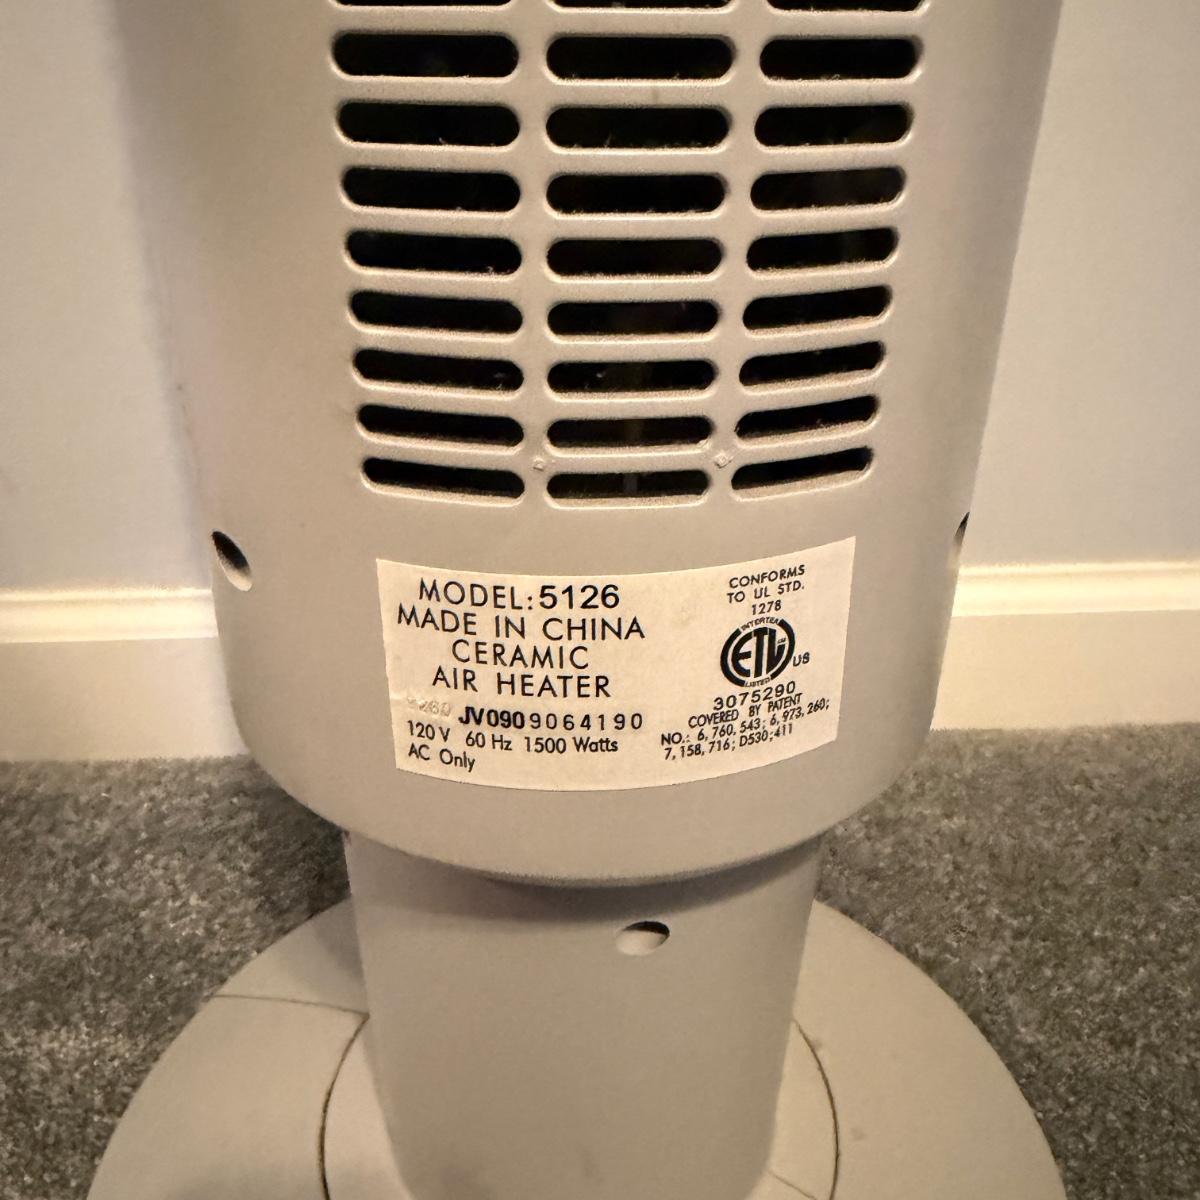 MODEL: 5126
MADE IN CHINA
CERAMIC
AIR HEATER
JV0909064190
120V 60 Hz 1500 Watts
AC Only
CONFORMS
TO UL STD.
1278
INTERTEK
ETL
LISTED
US
3075290
COVERED BY PATENT
NO.: 6,760,543; 6,973,260;
7,158,716; D530;411